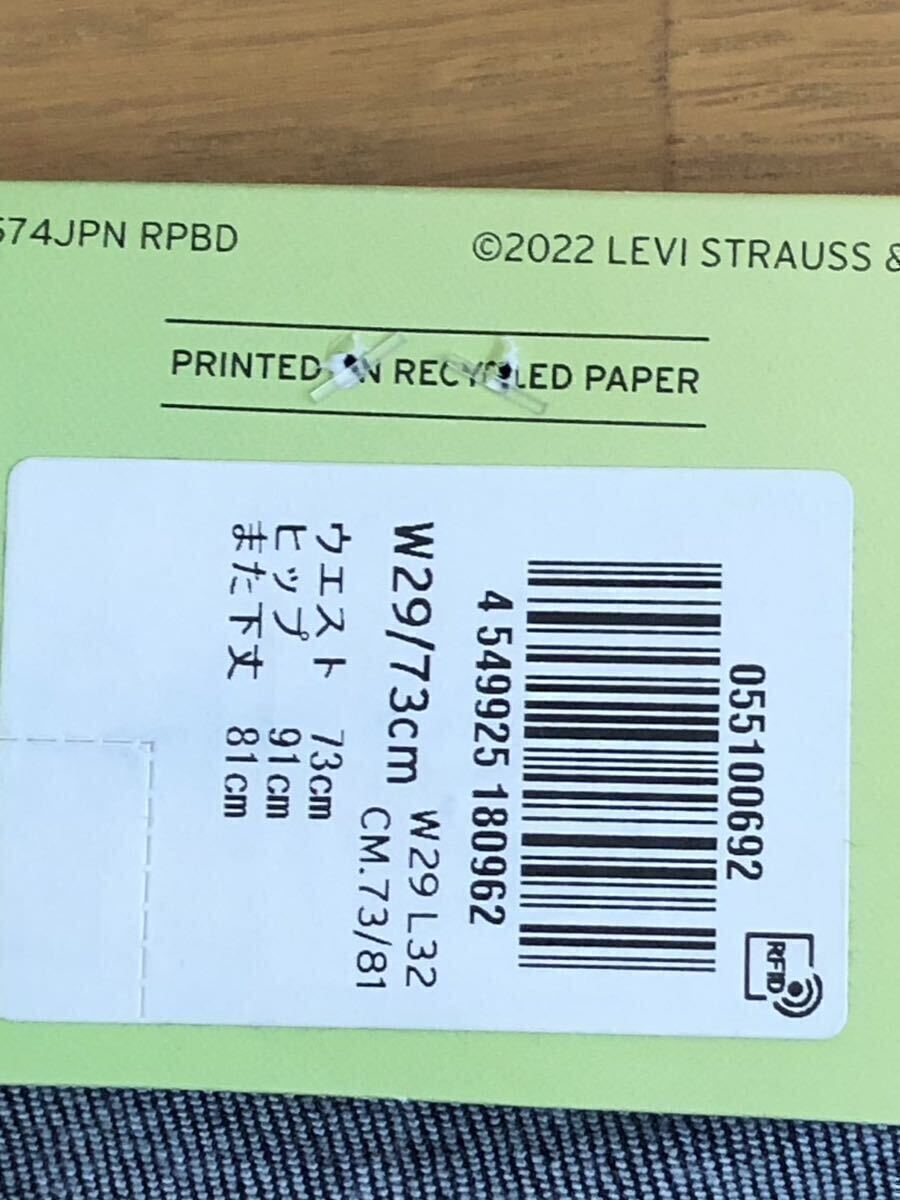 574JPN RPBD
©2022 LEVI STRAUSS &
PRINTED ON RECYCLED PAPER
055100692
RFID
4 549925 180962
W29/73cm
W29 L32
CM.73/81
ウエスト 73cm
ヒップ 91cm
また下丈 81cm